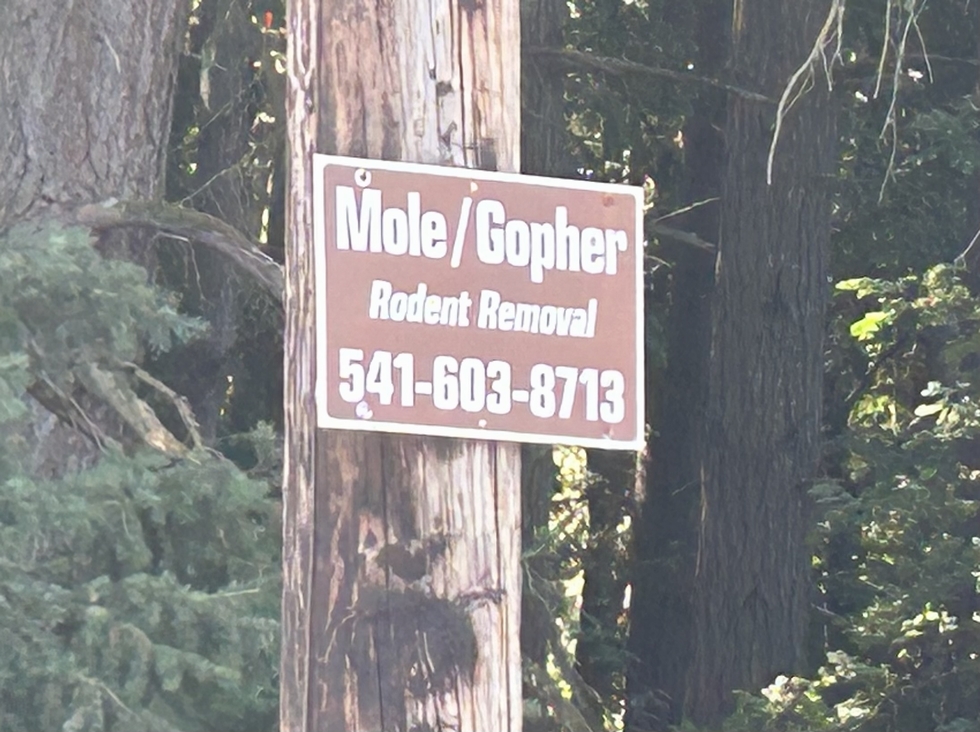 Mole/Gopher
Rodent Removal
541-603-8713